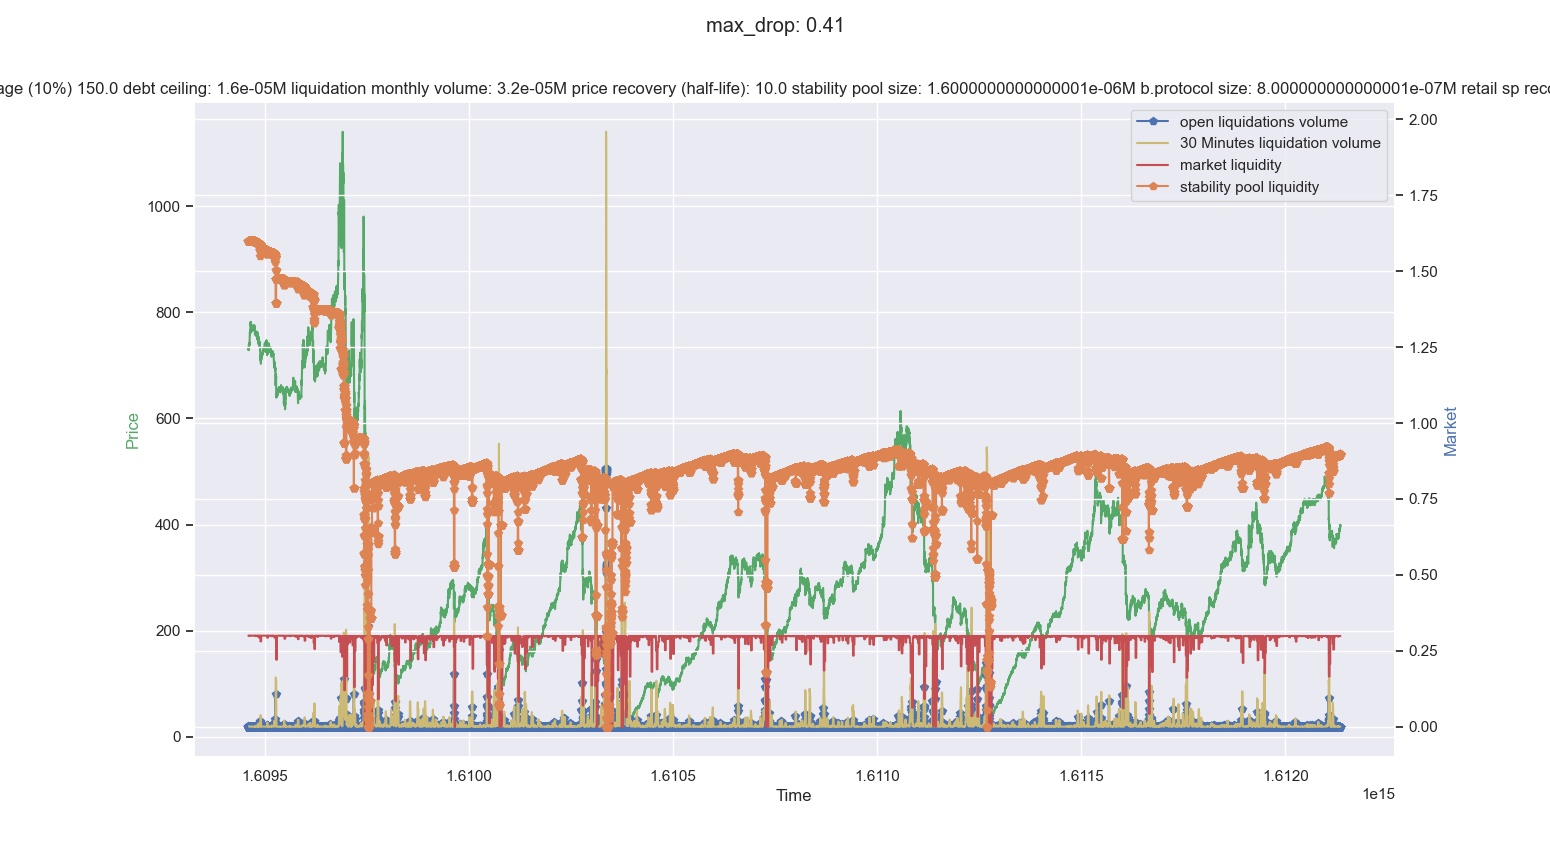 max_drop: 0.41
age (10%) 150.0 debt ceiling: 1.6e-05M liquidation monthly volume: 3.2e-05M price recovery (half-life): 10.0 stability pool size: 1.6000000000000001e-06M b.protocol size: 8.000000000000001e-07M retail sp reco
open liquidations volume
30 Minutes liquidation volume
market liquidity
stability pool liquidity
1000
800
600
400
200
0
Price
2.00
1.75
1.50
1.25
1.00
0.75
0.50
0.25
0.00
Market
1.6095
1.6100
1.6105
1.6110
1.6115
1.6120
1e15
Time